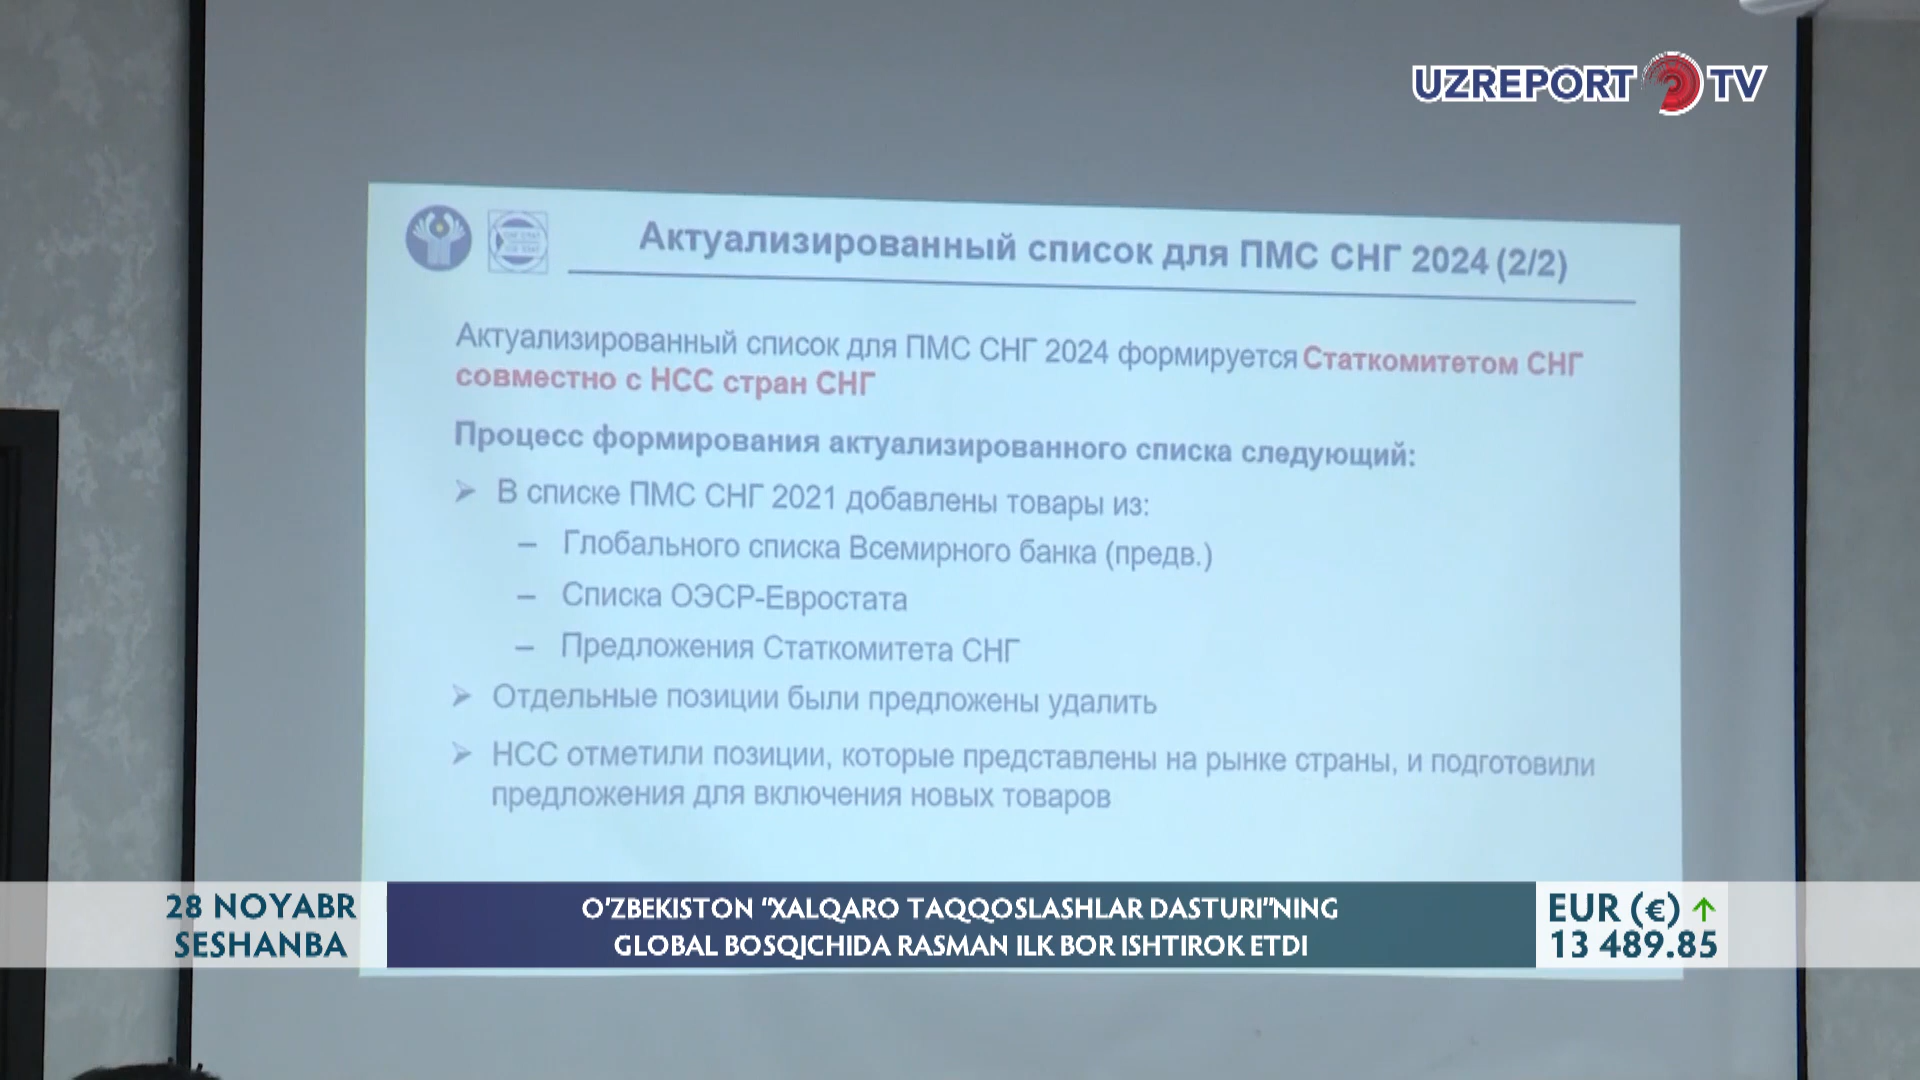 UZREPORT TV
Актуализированный список для ПМС СНГ 2024 (2/2)
Актуализированный список для ПМС СНГ 2024 формируется Статкомитетом СНГ
совместно с НСС стран СНГ
Процесс формирования актуализированного списка следующий:
➢ В списке ПМС СНГ 2021 добавлены товары из:
– Глобального списка Всемирного банка (предв.)
– Списка ОЭСР-Евростата
– Предложения Статкомитета СНГ
➢ Отдельные позиции были предложены удалить
➢ НСС отметили позиции, которые представлены на рынке страны, и подготовили
предложения для включения новых товаров
28 NOYABR
SESHANBA
O'ZBEKISTON "XALQARO TAQQOSLASHLAR DASTURI"NING
GLOBAL BOSQICHIDA RASMAN ILK BOR ISHTIROK ETDI
EUR (€) ↑
13 489.85